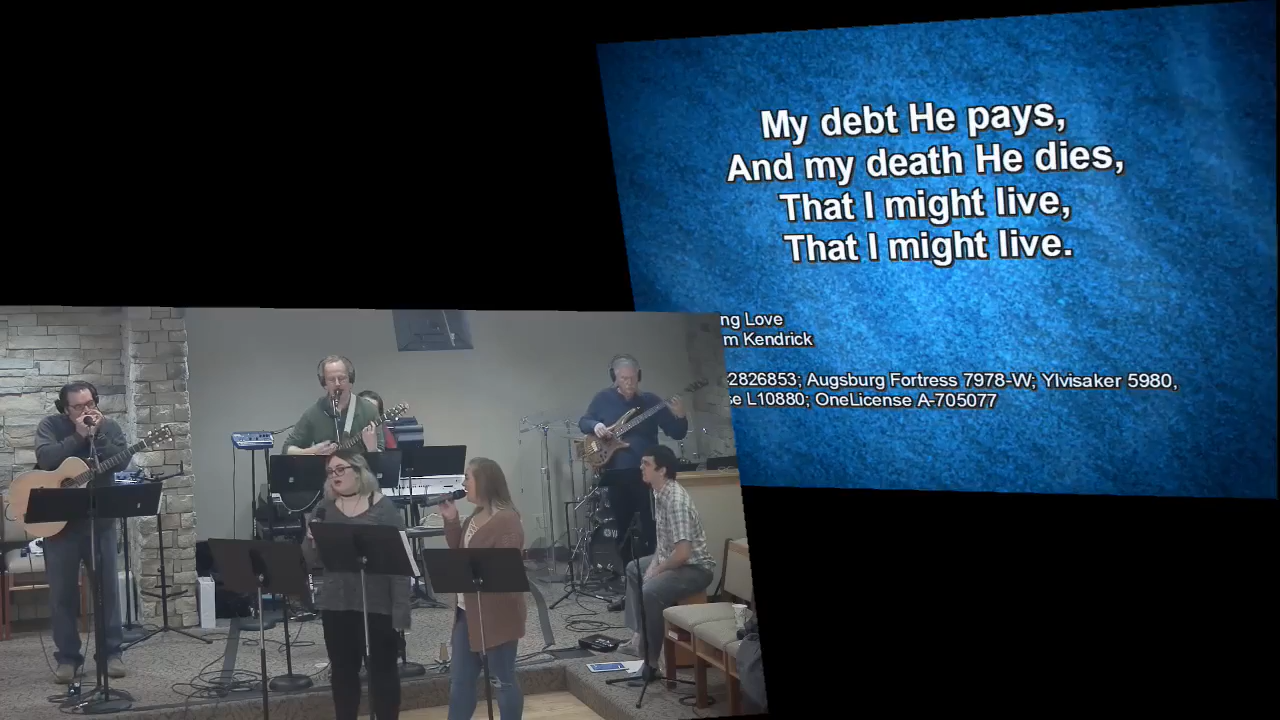 My debt He pays,
And my death He dies,
That I might live,
That I might live.
ng Love
m Kendrick
2826853; Augsburg Fortress 7978-W; Ylvisaker 5980,
se L10880; OneLicense A-705077